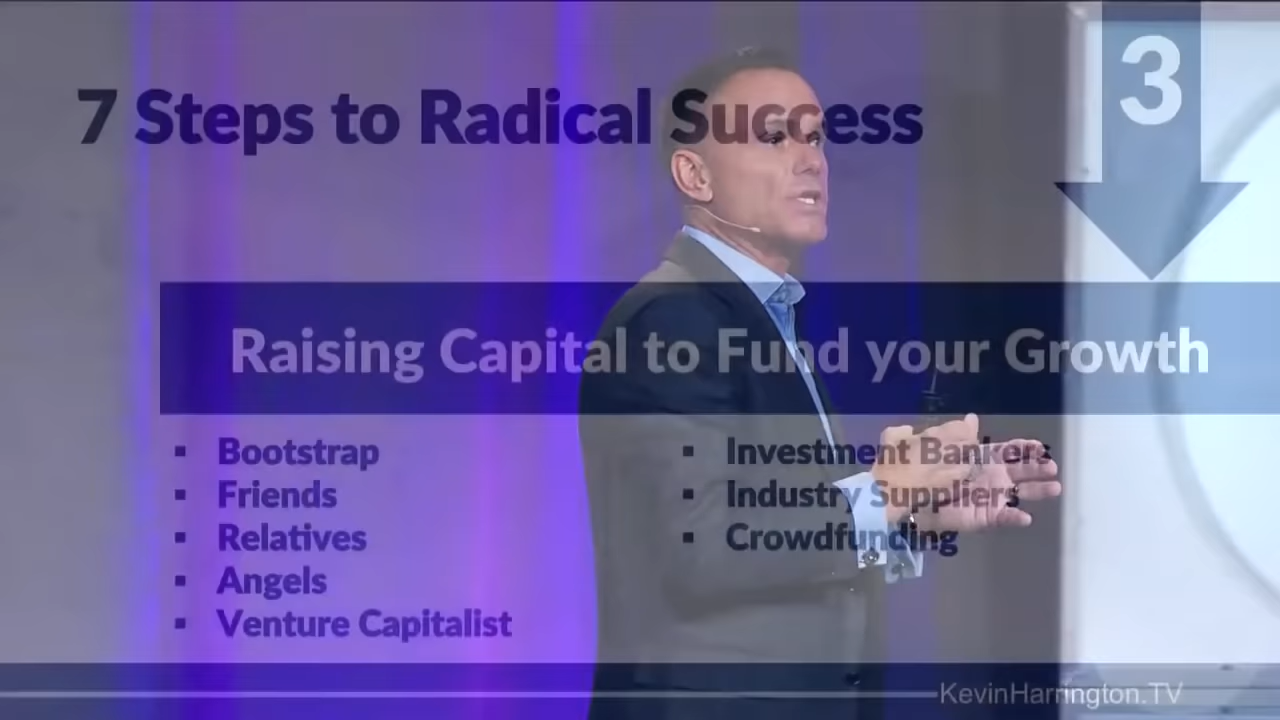 3
7 Steps to Radical Success
Raising Capital to Fund your Growth
▪ Bootstrap
▪ Friends
▪ Relatives
▪ Angels
▪ Venture Capitalist
▪ Investment Bankers
▪ Industry Suppliers
▪ Crowdfunding
KevinHarrington.TV